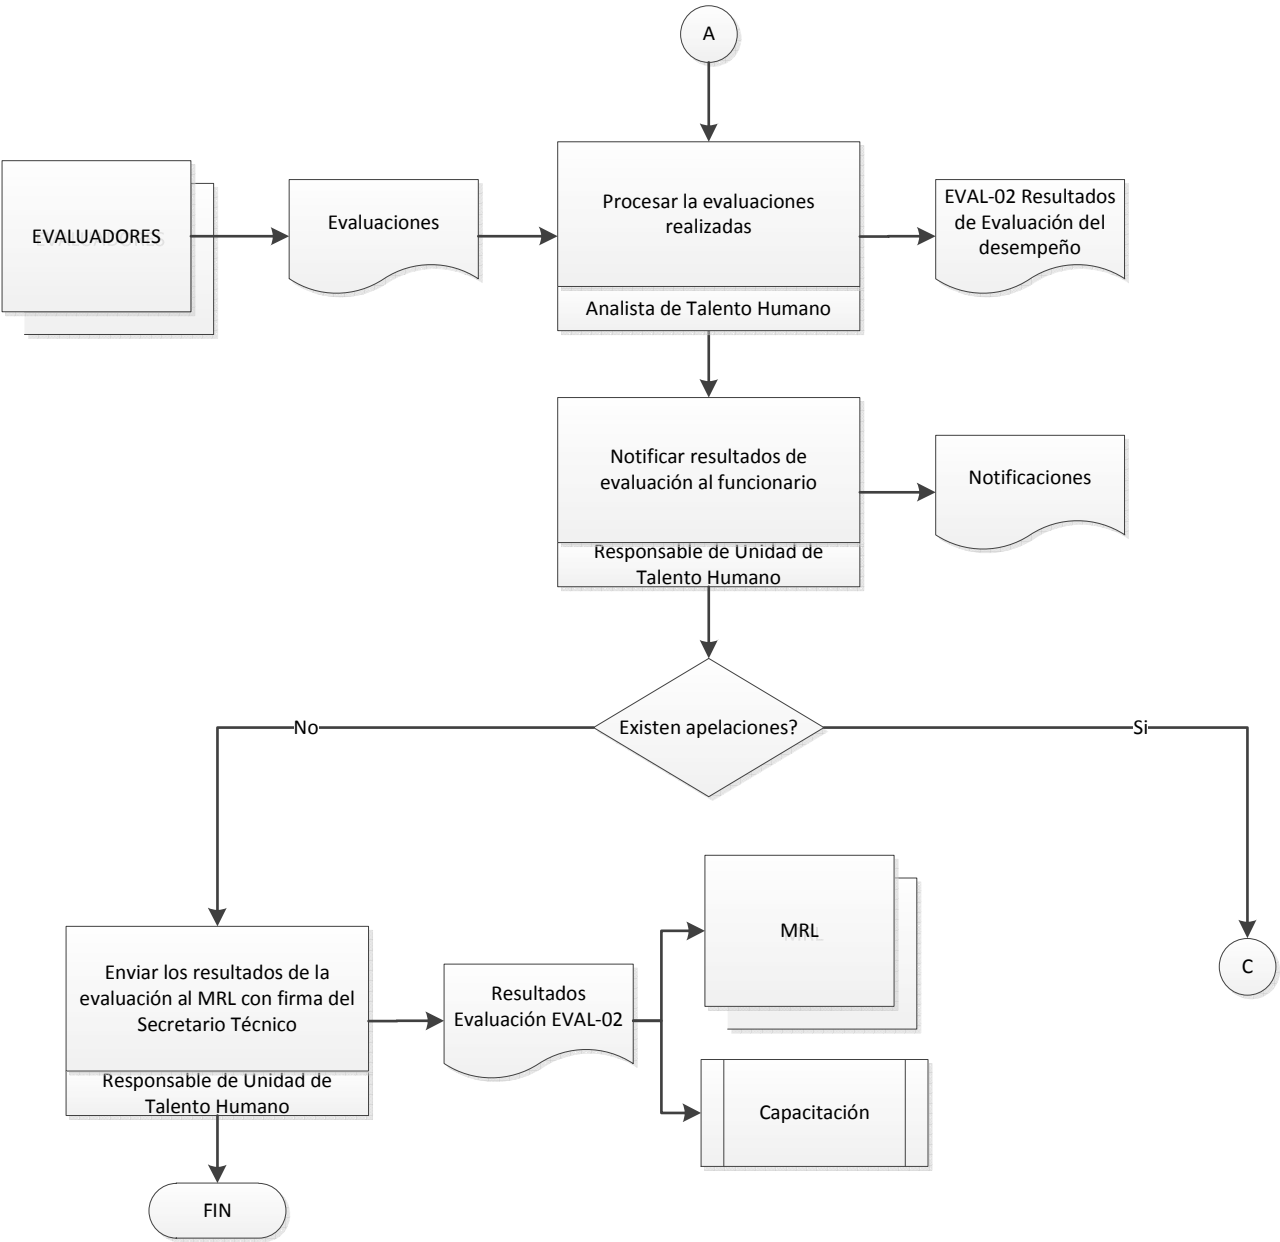 A
EVALUADORES
Evaluaciones
Procesar la evaluaciones
realizadas
Analista de Talento Humano
EVAL-02 Resultados
de Evaluación del
desempeño
Notificar resultados de
evaluación al funcionario
Responsable de Unidad de
Talento Humano
Notificaciones
Existen apelaciones?
No
Si
C
Enviar los resultados de la
evaluación al MRL con firma del
Secretario Técnico
Responsable de Unidad de
Talento Humano
Resultados
Evaluación EVAL-02
MRL
Capacitación
FIN